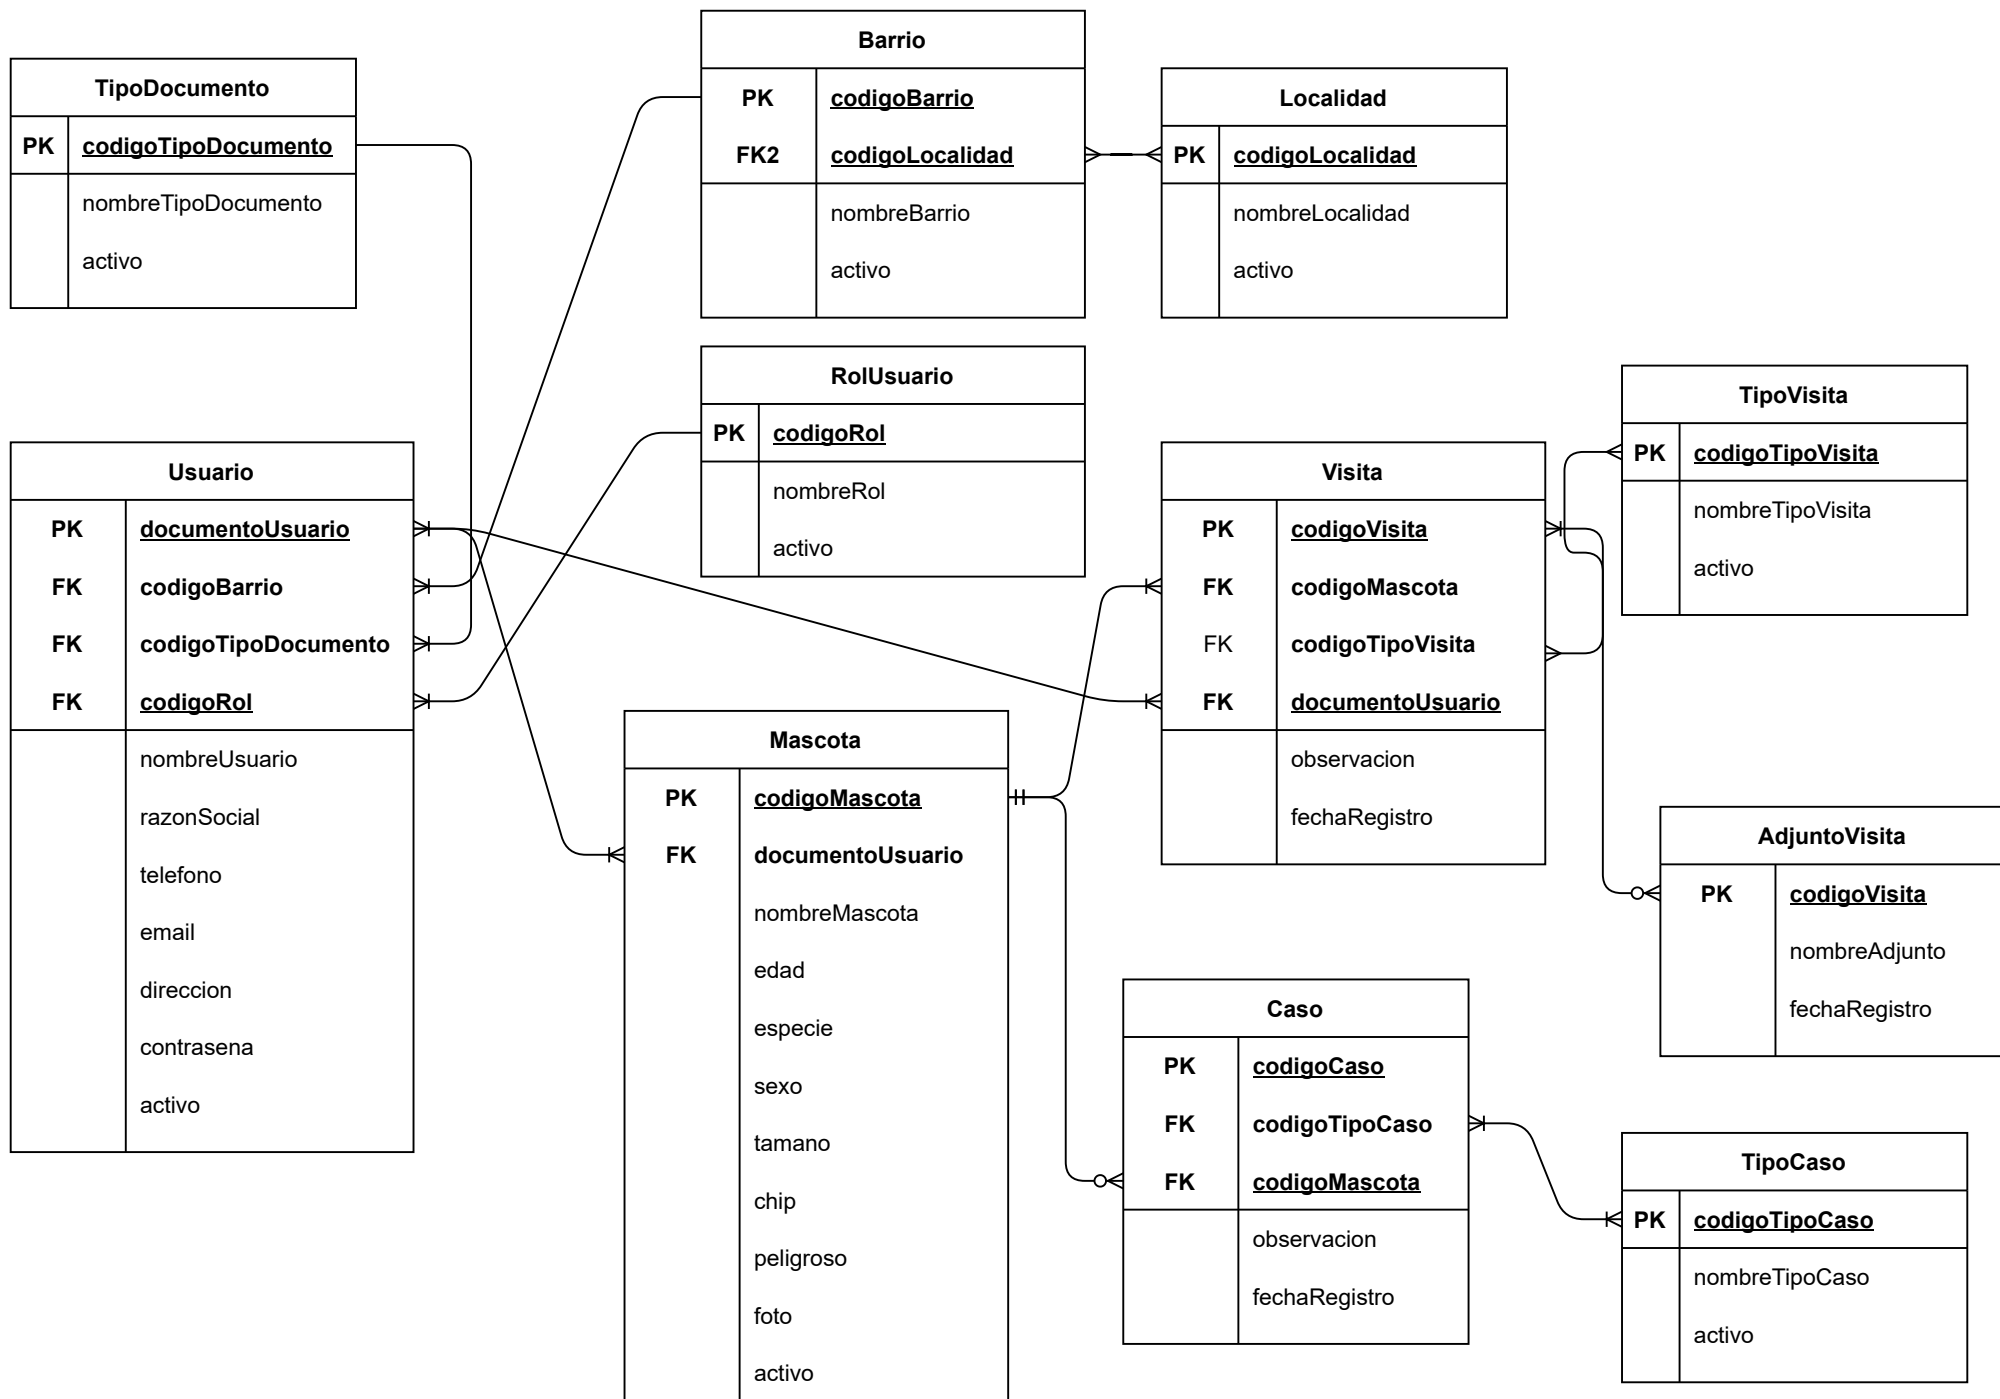 TipoDocumento
PK codigoTipoDocumento
nombreTipoDocumento
activo
Barrio
PK codigoBarrio
FK2 codigoLocalidad
nombreBarrio
activo
Localidad
PK codigoLocalidad
nombreLocalidad
activo
RolUsuario
PK codigoRol
nombreRol
activo
TipoVisita
PK codigoTipoVisita
nombreTipoVisita
activo
Usuario
PK documentoUsuario
FK codigoBarrio
FK codigoTipoDocumento
FK codigoRol
nombreUsuario
razonSocial
telefono
email
direccion
contrasena
activo
Visita
PK codigoVisita
FK codigoMascota
FK codigoTipoVisita
FK documentoUsuario
observacion
fechaRegistro
Mascota
PK codigoMascota
FK documentoUsuario
nombreMascota
edad
especie
sexo
tamano
chip
peligroso
foto
activo
AdjuntoVisita
PK codigoVisita
nombreAdjunto
fechaRegistro
Caso
PK codigoCaso
FK codigoTipoCaso
FK codigoMascota
observacion
fechaRegistro
TipoCaso
PK codigoTipoCaso
nombreTipoCaso
activo